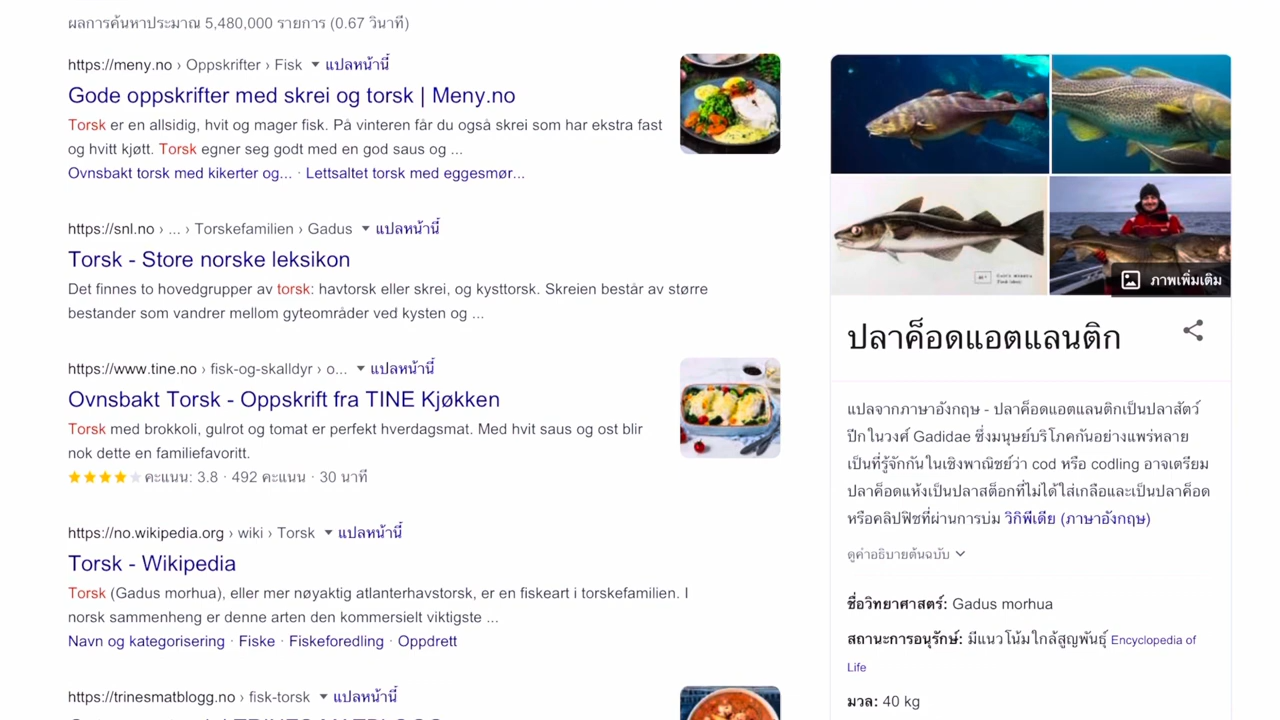 ผลการค้นหาประมาณ 5,480,000 รายการ (0.67 วินาที)
https://meny.no › Oppskrifter › Fisk ▼ แปลหน้านี้
Gode oppskrifter med skrei og torsk | Meny.no
Torsk er en allsidig, hvit og mager fisk. På vinteren får du også skrei som har ekstra fast
og hvitt kjøtt. Torsk egner seg godt med en god saus og ...
Ovnsbakt torsk med kikerter og... · Lettsaltet torsk med eggesmør...
https://snl.no › ... › Torskefamilien › Gadus ▼ แปลหน้านี้
Torsk - Store norske leksikon
Det finnes to hovedgrupper av torsk: havtorsk eller skrei, og kysttorsk. Skreien består av større
bestander som vandrer mellom gyteområder ved kysten og ...
https://www.tine.no › fisk-og-skalldyr › o... ▼ แปลหน้านี้
Ovnsbakt Torsk - Oppskrift fra TINE Kjøkken
Torsk med brokkoli, gulrot og tomat er perfekt hverdagsmat. Med hvit saus og ost blir
nok dette en familiefavoritt.
คะแนน: 3.8 · 492 คะแนน · 30 นาที
https://no.wikipedia.org › wiki › Torsk ▼ แปลหน้านี้
Torsk - Wikipedia
Torsk (Gadus morhua), eller mer nøyaktig atlanterhavstorsk, er en fiskeart i torskefamilien. I
norsk sammenheng er denne arten den kommersielt viktigste ...
Navn og kategorisering · Fiske · Fiskeforedling · Oppdrett
https://trinesmatblogg.no › fisk-torsk ▼ แปลหน้านี้
ภาพเพิ่มเติม
ปลาค็อดแอตแลนติก
แปลจากภาษาอังกฤษ - ปลาค็อดแอตแลนติกเป็นปลาสัตว์
ปีกในวงศ์ Gadidae ซึ่งมนุษย์บริโภคกันอย่างแพร่หลาย
เป็นที่รู้จักกันในเชิงพาณิชย์ว่า cod หรือ codling อาจเตรียม
ปลาค็อดแห้งเป็นปลาสต็อกที่ไม่ได้ใส่เกลือและเป็นปลาค็อด
หรือคลิปฟิชที่ผ่านการบ่ม วิกิพีเดีย (ภาษาอังกฤษ)
ดูคำอธิบายต้นฉบับ
ชื่อวิทยาศาสตร์: Gadus morhua
สถานะการอนุรักษ์: มีแนวโน้มใกล้สูญพันธุ์ Encyclopedia of
Life
มวล: 40 kg